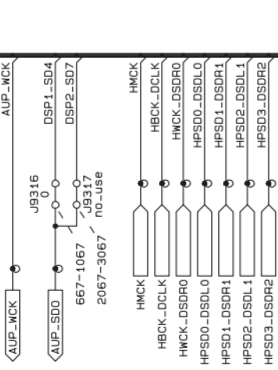 AUP_WCK
DSP1_SD4
DSP2_SD7
HMCK
HBCK_DCLK
HWCK_DSDR0
HPSD0_DSDL0
HPSD1_DSDR1
HPSD2_DSDL1
HPSD3_DSDR2
J9316
0
J9317
no_use
667-1067
2067-3067
AUP_WCK
AUP_SDO
HMCK
HBCK_DCLK
HWCK_DSDR0
HPSD0_DSDL0
HPSD1_DSDR1
HPSD2_DSDL1
HPSD3_DSDR2